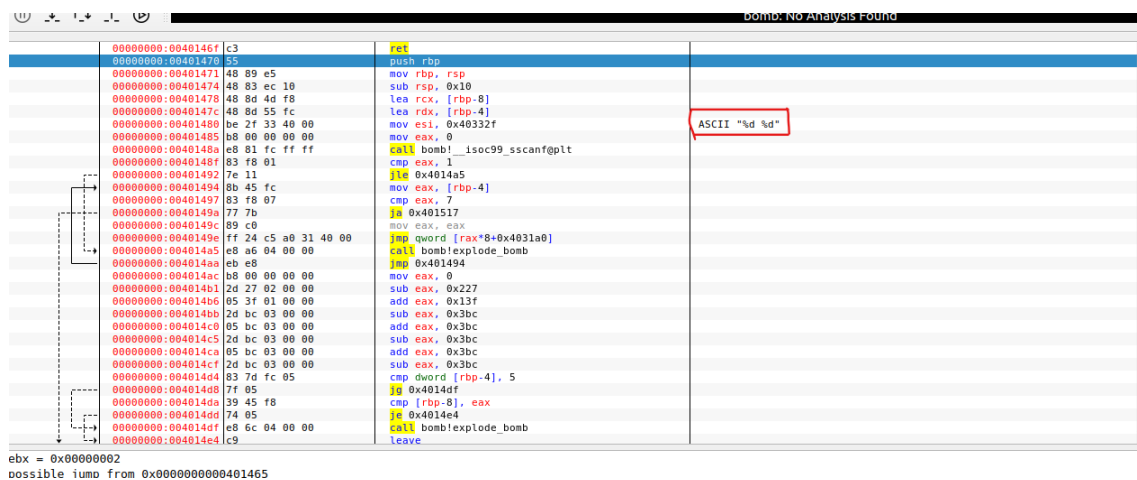 bomb: No Analysis Found
00000000:0040146f c3 ret
00000000:00401470 55 push rbp
00000000:00401471 48 89 e5 mov rbp, rsp
00000000:00401474 48 83 ec 10 sub rsp, 0x10
00000000:00401478 48 8d 4d f8 lea rcx, [rbp-8]
00000000:0040147c 48 8d 55 fc lea rdx, [rbp-4]
00000000:00401480 be 2f 33 40 00 mov esi, 0x40332f ASCII "%d %d"
00000000:00401485 b8 00 00 00 00 mov eax, 0
00000000:0040148a e8 81 fc ff ff call bomb!__isoc99_sscanf@plt
00000000:0040148f 83 f8 01 cmp eax, 1
00000000:00401492 7e 11 jle 0x4014a5
00000000:00401494 8b 45 fc mov eax, [rbp-4]
00000000:00401497 83 f8 07 cmp eax, 7
00000000:0040149a 77 7b ja 0x401517
00000000:0040149c 89 c0 mov eax, eax
00000000:0040149e ff 24 c5 a0 31 40 00 jmp qword [rax*8+0x4031a0]
00000000:004014a5 e8 a6 04 00 00 call bomb!explode_bomb
00000000:004014aa eb e8 jmp 0x401494
00000000:004014ac b8 00 00 00 00 mov eax, 0
00000000:004014b1 2d 27 02 00 00 sub eax, 0x227
00000000:004014b6 05 3f 01 00 00 add eax, 0x13f
00000000:004014bb 2d bc 03 00 00 sub eax, 0x3bc
00000000:004014c0 05 bc 03 00 00 add eax, 0x3bc
00000000:004014c5 2d bc 03 00 00 sub eax, 0x3bc
00000000:004014ca 05 bc 03 00 00 add eax, 0x3bc
00000000:004014cf 2d bc 03 00 00 sub eax, 0x3bc
00000000:004014d4 83 7d fc 05 cmp dword [rbp-4], 5
00000000:004014d8 7f 05 jg 0x4014df
00000000:004014da 39 45 f8 cmp [rbp-8], eax
00000000:004014dd 74 05 je 0x4014e4
00000000:004014df e8 6c 04 00 00 call bomb!explode_bomb
00000000:004014e4 c9 leave
ebx = 0x00000002
possible jump from 0x0000000000401465